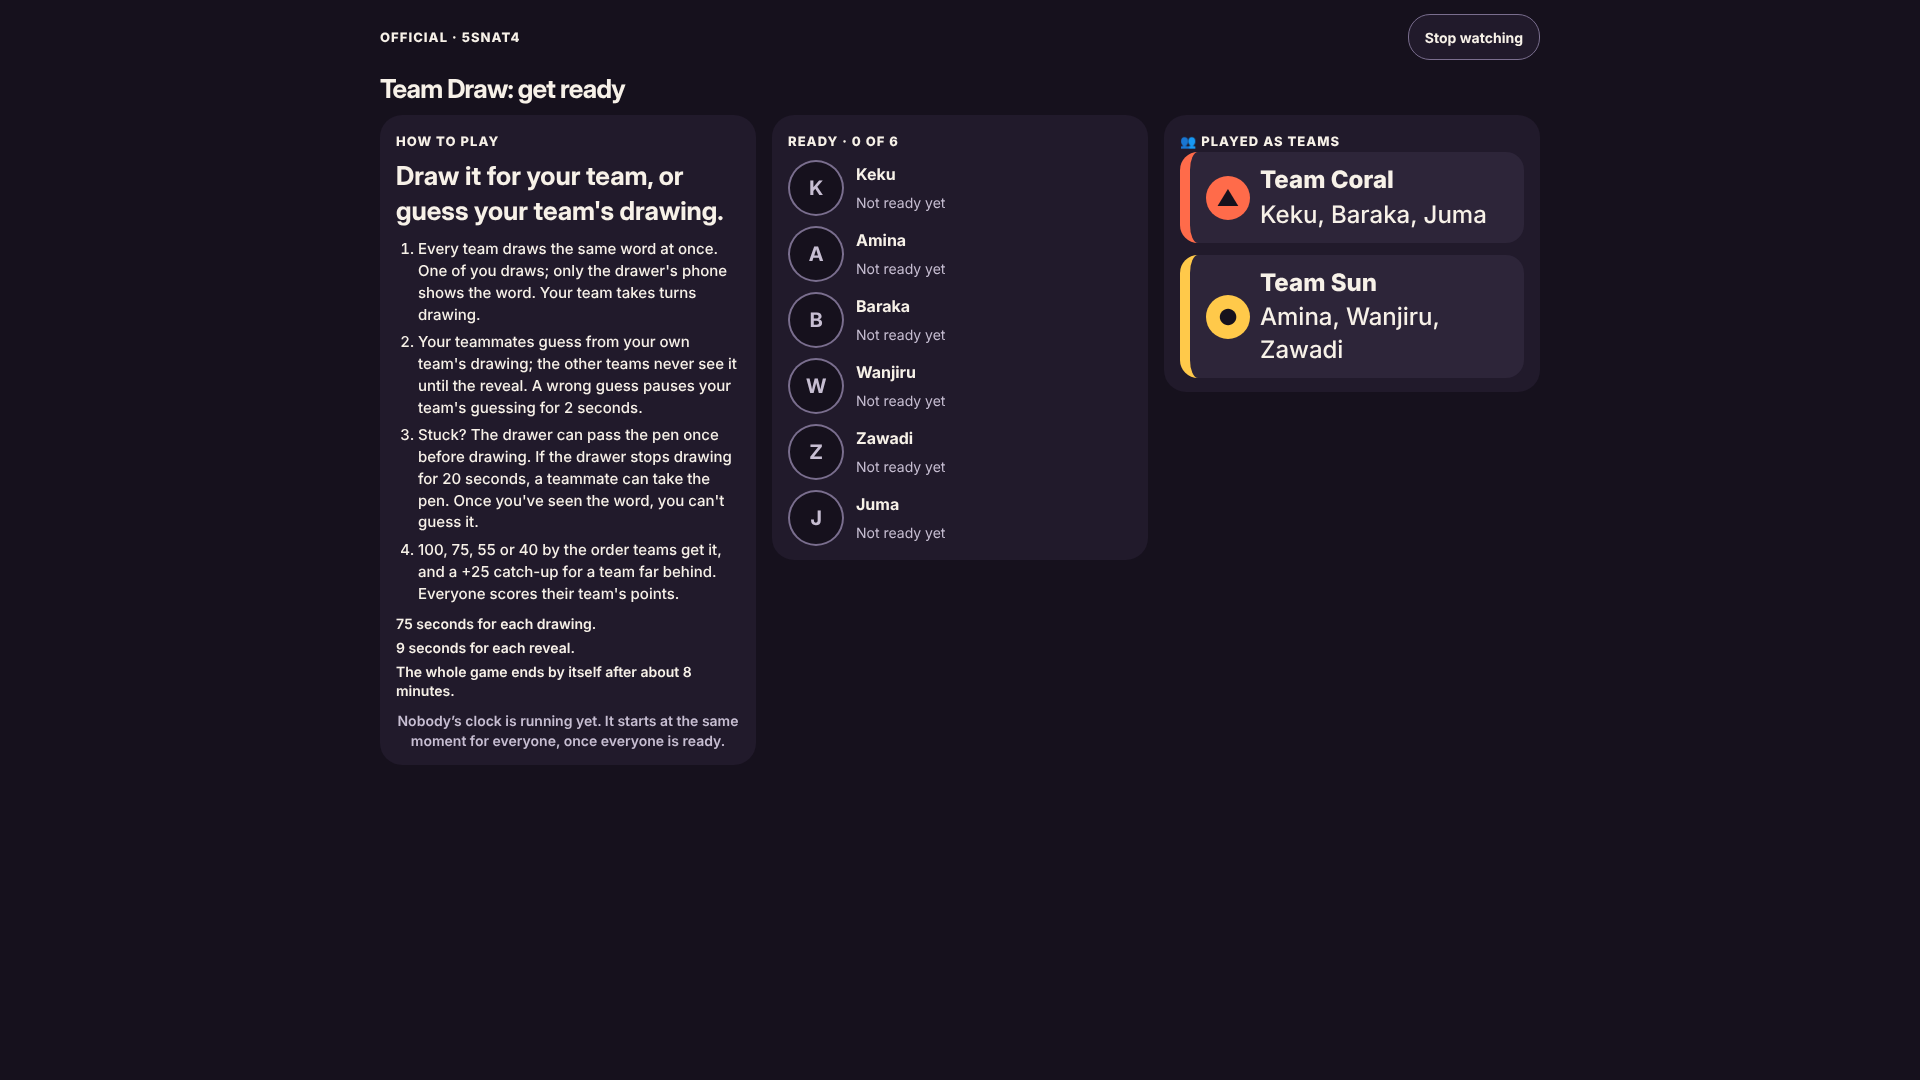 OFFICIAL · 5SNAT4
Stop watching
Team Draw: get ready
HOW TO PLAY
Draw it for your team, or
guess your team's drawing.
1. Every team draws the same word at once.
One of you draws; only the drawer's phone
shows the word. Your team takes turns
drawing.
2. Your teammates guess from your own
team's drawing; the other teams never see it
until the reveal. A wrong guess pauses your
team's guessing for 2 seconds.
3. Stuck? The drawer can pass the pen once
before drawing. If the drawer stops drawing
for 20 seconds, a teammate can take the
pen. Once you've seen the word, you can't
guess it.
4. 100, 75, 55 or 40 by the order teams get it,
and a +25 catch-up for a team far behind.
Everyone scores their team's points.
75 seconds for each drawing.
9 seconds for each reveal.
The whole game ends by itself after about 8
minutes.
Nobody’s clock is running yet. It starts at the same
moment for everyone, once everyone is ready.
READY · 0 OF 6
K
Keku
Not ready yet
A
Amina
Not ready yet
B
Baraka
Not ready yet
W
Wanjiru
Not ready yet
Z
Zawadi
Not ready yet
J
Juma
Not ready yet
PLAYED AS TEAMS
Team Coral
Keku, Baraka, Juma
Team Sun
Amina, Wanjiru,
Zawadi